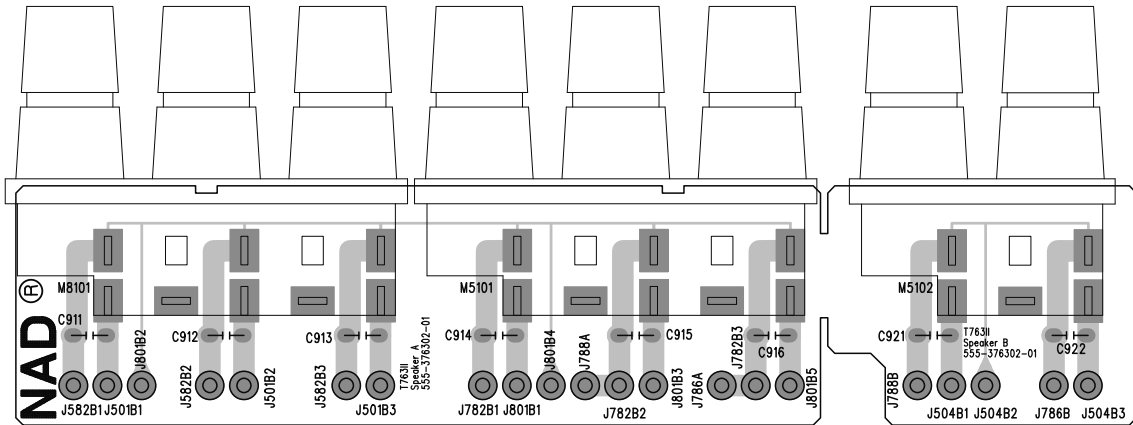 NAD ®
M8101
C911
J801B2
C912
C913
J582B1
J501B1
J582B2
J501B2
J582B3
J501B3
T763II
Speaker A
555-376302-01
M5101
C914
J801B4
J788A
C915
J782B3
C916
J782B1
J801B1
J782B2
J801B3
J786A
J801B5
M5102
C921
T763II
Speaker B
555-376302-01
C922
J788B
J504B1
J504B2
J786B
J504B3